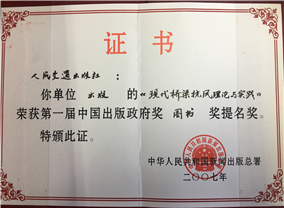 证书
人民交通出版社：
你单位 出版 的《现代桥梁抗风理论与实践》
荣获第一届中国出版政府奖 图书 奖提名奖。
特颁此证。
中华人民共和国新闻出版总署
二〇〇七年